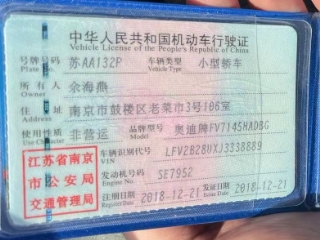 中华人民共和国机动车行驶证
Vehicle License of the People's Republic of China
号牌号码 苏AA132P 车辆类型 小型轿车
Plate No. Vehicle Type
所有人 余海燕
Owner
住址 南京市鼓楼区老菜市3号106室
Address
使用性质 非营运 品牌型号 奥迪牌FV7145HADBG
Use Character Model
江苏省南京
市公安局
交通管理局
车辆识别代号 LFV2B28UXJ3338889
VIN
发动机号码 SE7952
Engine No.
注册日期 2018-12-21 发证日期 2018-12-21
Register Date Issue Date